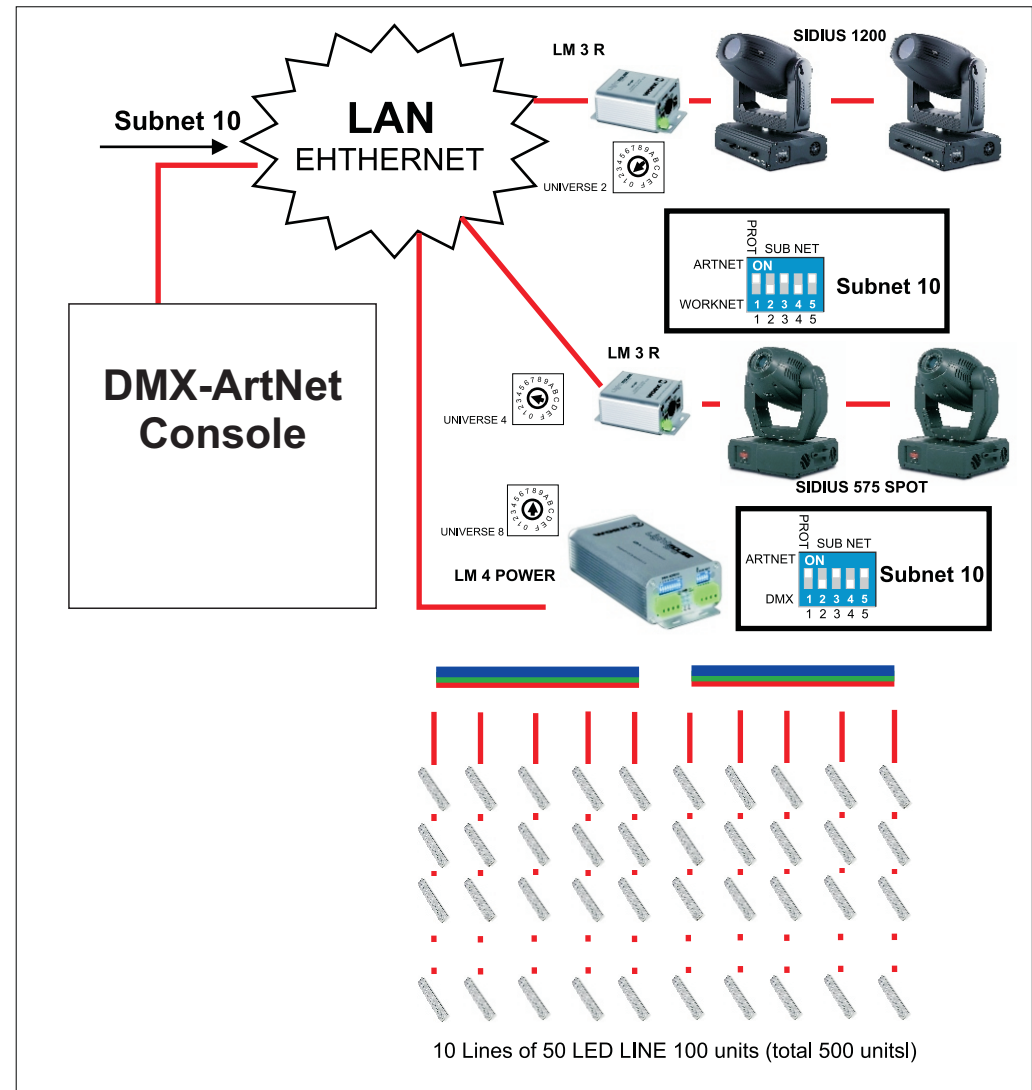 SIDIUS 1200
LM 3 R
Subnet 10
LAN
EHTHERNET
UNIVERSE 2
0123456789ABCDEF
PROT
SUB NET
ARTNET
ON
Subnet 10
WORKNET
1 2 3 4 5
1 2 3 4 5
LM 3 R
DMX-ArtNet
Console
UNIVERSE 4
0123456789ABCDEF
SIDIUS 575 SPOT
UNIVERSE 8
0123456789ABCDEF
LM 4 POWER
PROT
SUB NET
ARTNET
ON
Subnet 10
DMX
1 2 3 4 5
1 2 3 4 5
10 Lines of 50 LED LINE 100 units (total 500 unitsl)